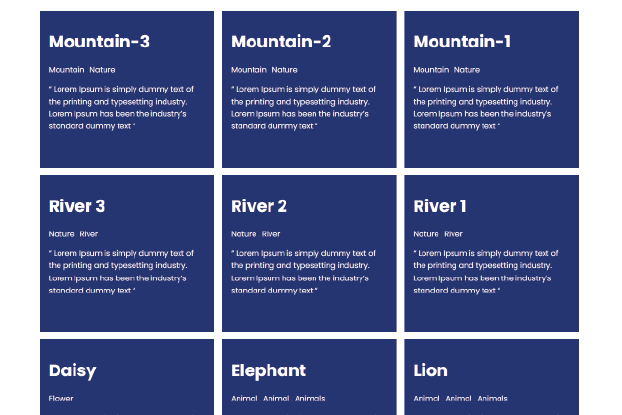 Mountain-3
Mountain Nature
" Lorem Ipsum is simply dummy text of
the printing and typesetting industry.
Lorem Ipsum has been the industry's
standard dummy text "
Mountain-2
Mountain Nature
" Lorem Ipsum is simply dummy text of
the printing and typesetting industry.
Lorem Ipsum has been the industry's
standard dummy text "
Mountain-1
Mountain Nature
" Lorem Ipsum is simply dummy text of
the printing and typesetting industry.
Lorem Ipsum has been the industry's
standard dummy text "
River 3
Nature River
" Lorem Ipsum is simply dummy text of
the printing and typesetting industry.
Lorem Ipsum has been the industry's
standard dummy text "
River 2
Nature River
" Lorem Ipsum is simply dummy text of
the printing and typesetting industry.
Lorem Ipsum has been the industry's
standard dummy text "
River 1
Nature River
" Lorem Ipsum is simply dummy text of
the printing and typesetting industry.
Lorem Ipsum has been the industry's
standard dummy text "
Daisy
Flower
Elephant
Animal Animal Animals
Lion
Animal Animal Animals